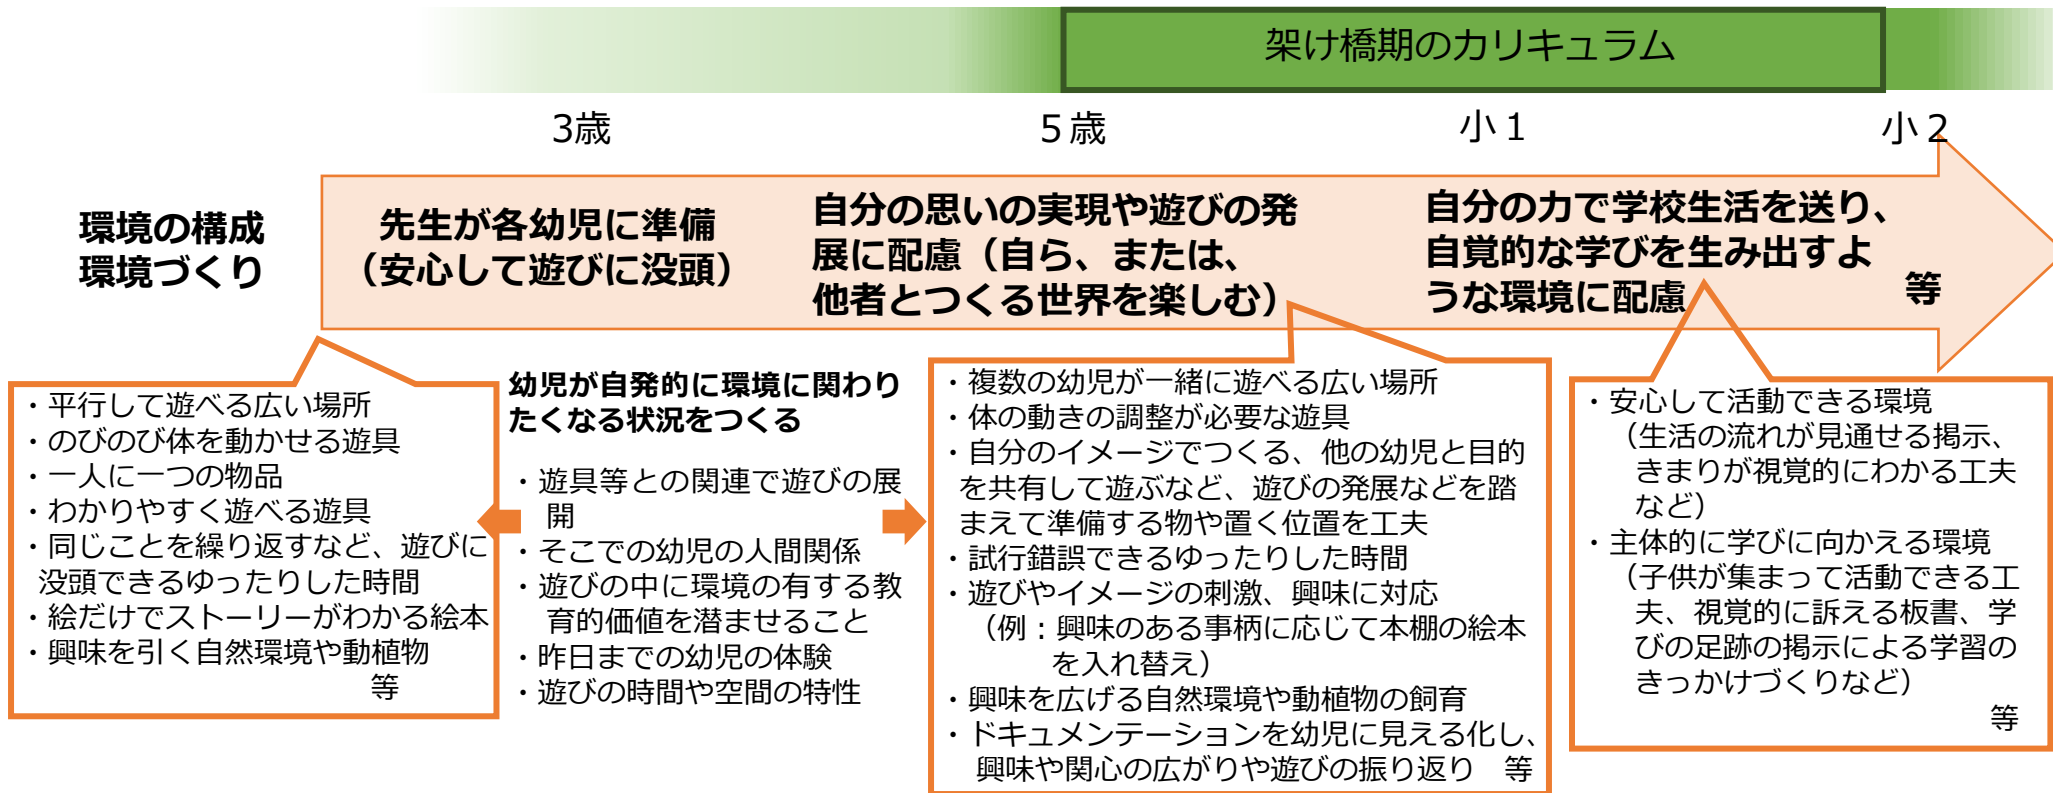 架け橋期のカリキュラム
3歳
５歳
小１
小２
環境の構成
環境づくり
先生が各幼児に準備
（安心して遊びに没頭）
自分の思いの実現や遊びの発
展に配慮（自ら、または、
他者とつくる世界を楽しむ）
自分の力で学校生活を送り、
自覚的な学びを生み出すよ
うな環境に配慮
等
・平行して遊べる広い場所
・のびのび体を動かせる遊具
・一人に一つの物品
・わかりやすく遊べる遊具
・同じことを繰り返すなど、遊びに
没頭できるゆったりした時間
・絵だけでストーリーがわかる絵本
・興味を引く自然環境や動植物
等
幼児が自発的に環境に関わり
たくなる状況をつくる
・遊具等との関連で遊びの展
開
・そこでの幼児の人間関係
・遊びの中に環境の有する教
育的価値を潜ませること
・昨日までの幼児の体験
・遊びの時間や空間の特性
・複数の幼児が一緒に遊べる広い場所
・体の動きの調整が必要な遊具
・自分のイメージでつくる、他の幼児と目的
を共有して遊ぶなど、遊びの発展などを踏
まえて準備する物や置く位置を工夫
・試行錯誤できるゆったりした時間
・遊びやイメージの刺激、興味に対応
（例：興味のある事柄に応じて本棚の絵本
を入れ替え）
・興味を広げる自然環境や動植物の飼育
・ドキュメンテーションを幼児に見える化し、
興味や関心の広がりや遊びの振り返り　等
・安心して活動できる環境
（生活の流れが見通せる掲示、
きまりが視覚的にわかる工夫
など）
・主体的に学びに向かえる環境
（子供が集まって活動できる工
夫、視覚的に訴える板書、学
びの足跡の掲示による学習の
きっかけづくりなど）
等